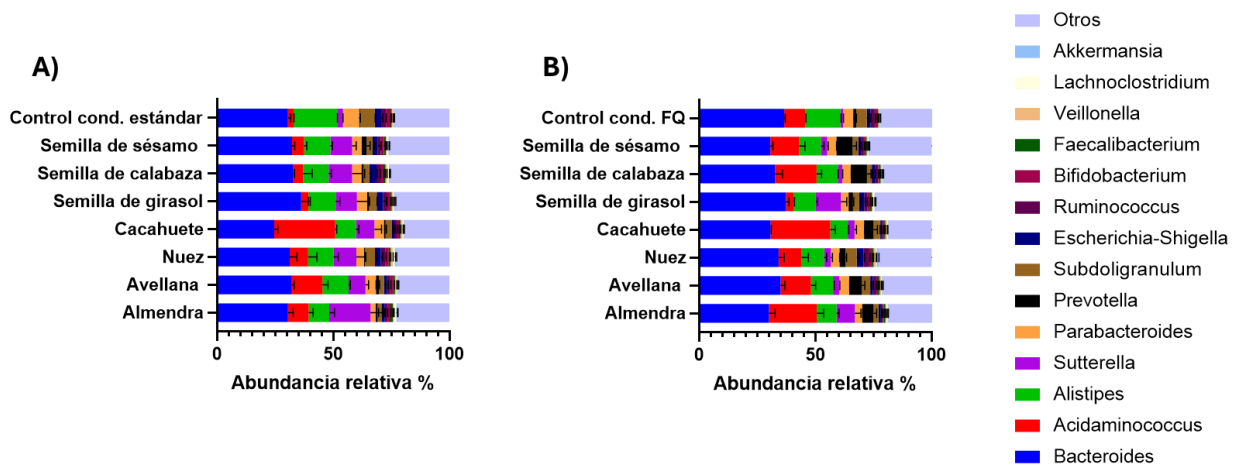 A)
Control cond. estándar
Semilla de sésamo
Semilla de calabaza
Semilla de girasol
Cacahuete
Nuez
Avellana
Almendra
0
50
100
Abundancia relativa %
B)
Control cond. FQ
Semilla de sésamo
Semilla de calabaza
Semilla de girasol
Cacahuete
Nuez
Avellana
Almendra
0
50
100
Abundancia relativa %
Otros
Akkermansia
Lachnoclostridium
Veillonella
Faecalibacterium
Bifidobacterium
Ruminococcus
Escherichia-Shigella
Subdoligranulum
Prevotella
Parabacteroides
Sutterella
Alistipes
Acidaminococcus
Bacteroides